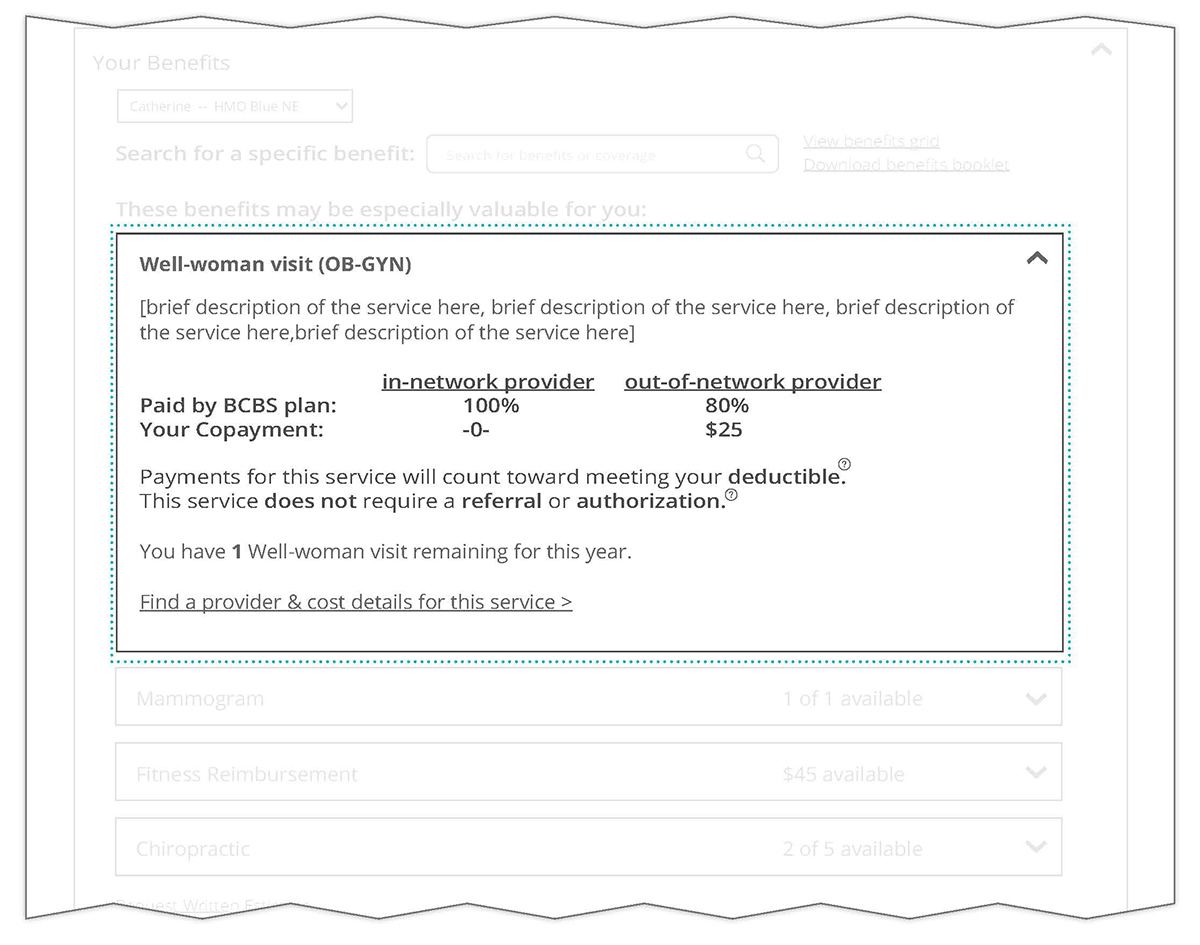 Your Benefits
Catherine -- HMO Blue NE
Search for a specific benefit:
Search for benefits or coverage
View benefits grid
Download benefits booklet
These benefits may be especially valuable for you:
Well-woman visit (OB-GYN)
[brief description of the service here, brief description of the service here, brief description of
the service here,brief description of the service here]
in-network provider out-of-network provider
Paid by BCBS plan: 100% 80%
Your Copayment: -0- $25
Payments for this service will count toward meeting your deductible.?
This service does not require a referral or authorization.?
You have 1 Well-woman visit remaining for this year.
Find a provider & cost details for this service >
Mammogram 1 of 1 available
Fitness Reimbursement $45 available
Chiropractic 2 of 5 available
Request Written